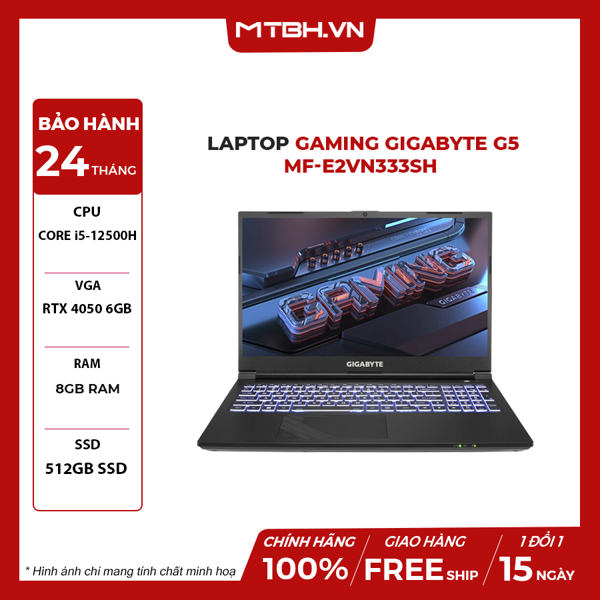 MTBH.VN
BẢO HÀNH
24 THÁNG
CPU
CORE i5-12500H
VGA
RTX 4050 6GB
RAM
8GB RAM
SSD
512GB SSD
LAPTOP GAMING GIGABYTE G5
MF-E2VN333SH
GAMING
GIGABYTE
GIGABYTE
* Hình ảnh chỉ mang tính chất minh hoạ
CHÍNH HÃNG
100%
GIAO HÀNG
FREE SHIP
1 ĐỔI 1
15 NGÀY